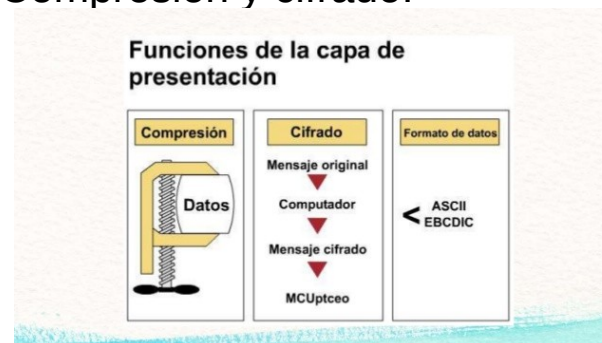 Compresión y cifrado.
Funciones de la capa de
presentación
Compresión
Datos
Cifrado
Mensaje original
Computador
Mensaje cifrado
MCUptceo
Formato de datos
< ASCII
EBCDIC